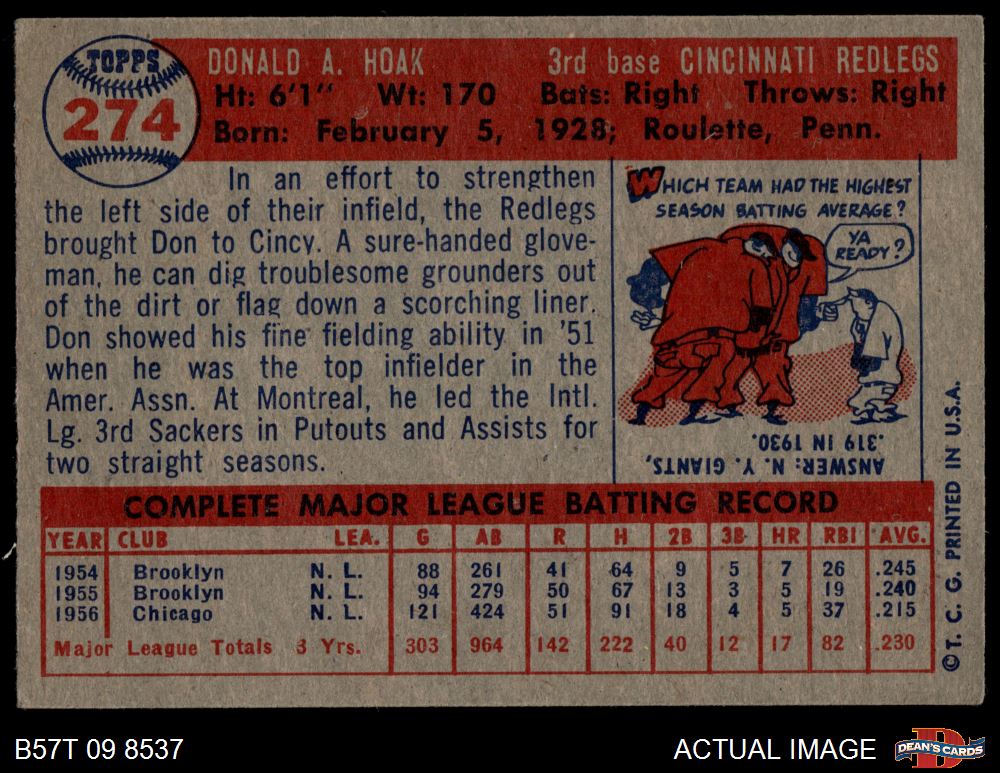 TOPPS
274
DONALD A. HOAK 3rd base CINCINNATI REDLEGS
Ht: 6'1" Wt: 170 Bats: Right Throws: Right
Born: February 5, 1928; Roulette, Penn.
In an effort to strengthen
the left side of their infield, the Redlegs
brought Don to Cincy. A sure-handed glove-
man, he can dig troublesome grounders out
of the dirt or flag down a scorching liner.
Don showed his fine fielding ability in '51
when he was the top infielder in the
Amer. Assn. At Montreal, he led the Intl.
Lg. 3rd Sackers in Putouts and Assists for
two straight seasons.
WHICH TEAM HAD THE HIGHEST
SEASON BATTING AVERAGE?
YA
READY?
ANSWER: N. Y. GIANTS,
.319 IN 1930.
COMPLETE MAJOR LEAGUE BATTING RECORD
YEAR CLUB LEA. G AB R H 2B 3B HR RBI AVG.
1954 Brooklyn N. L. 88 261 41 64 9 5 7 26 .245
1955 Brooklyn N. L. 94 279 50 67 13 3 5 19 .240
1956 Chicago N. L. 121 424 51 91 18 4 5 37 .215
Major League Totals 3 Yrs. 303 964 142 222 40 12 17 82 .230
© T. C. G. PRINTED IN U.S.A.
B57T 09 8537
ACTUAL IMAGE
DEAN'S CARDS